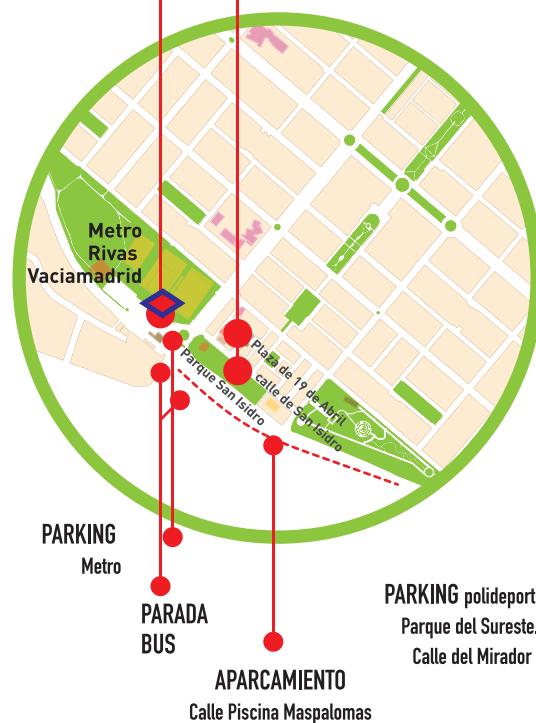 Metro
Rivas
Vaciamadrid
Plaza de 19 de Abril
calle de San Isidro
Parque San Isidro
PARKING
Metro
PARADA
BUS
PARKING polideport
Parque del Sureste.
Calle del Mirador
APARCAMIENTO
Calle Piscina Maspalomas